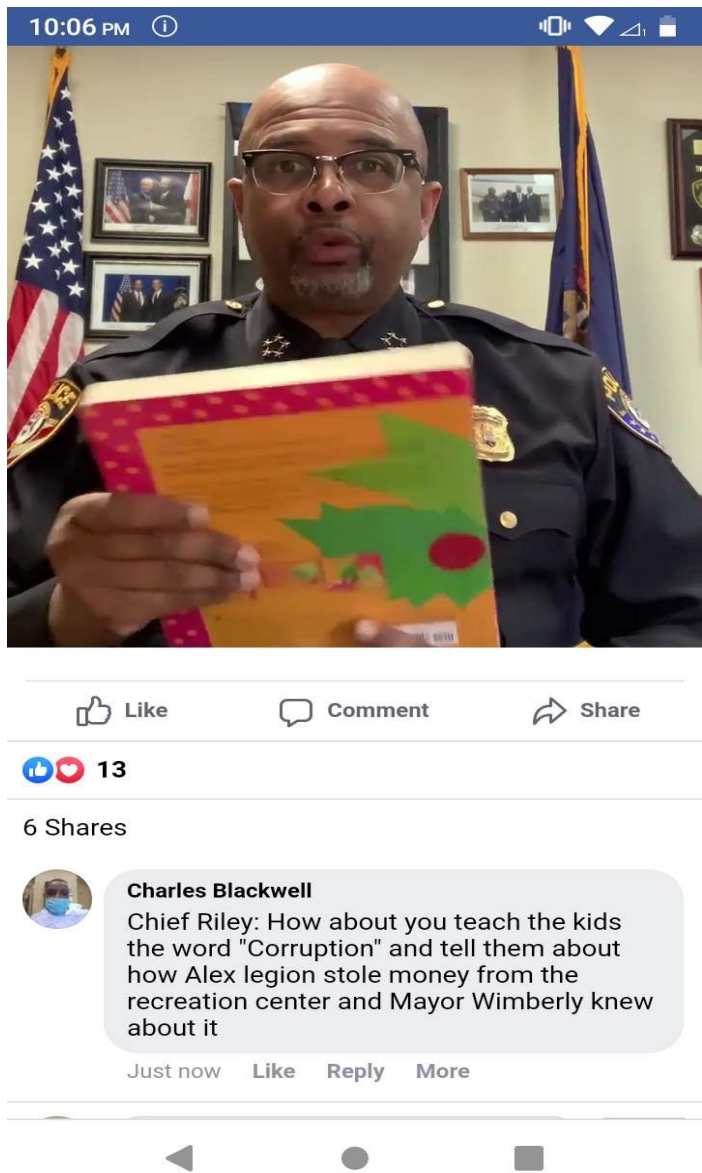 10:06 PM
Like
Comment
Share
13
6 Shares
Charles Blackwell
Chief Riley: How about you teach the kids
the word "Corruption" and tell them about
how Alex legion stole money from the
recreation center and Mayor Wimberly knew
about it
Just now Like Reply More